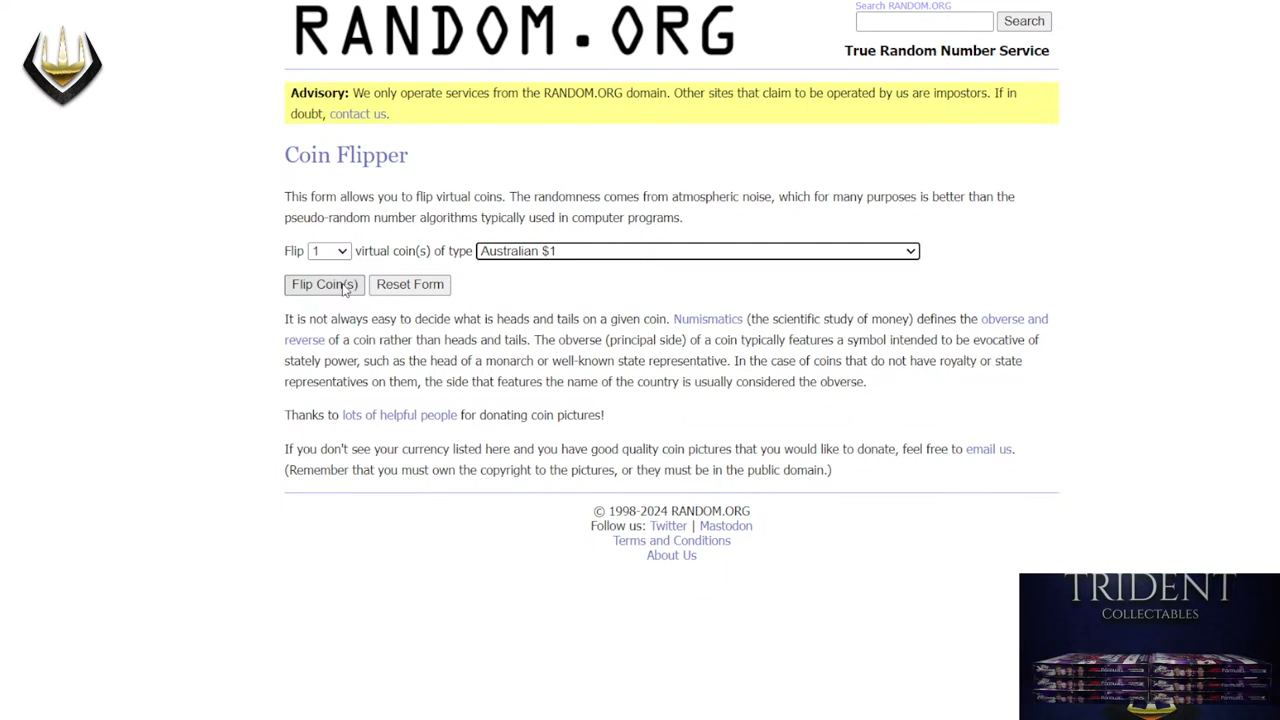 RANDOM.ORG
Search RANDOM.ORG
Search
True Random Number Service
Advisory: We only operate services from the RANDOM.ORG domain. Other sites that claim to be operated by us are impostors. If in
doubt, contact us.
Coin Flipper
This form allows you to flip virtual coins. The randomness comes from atmospheric noise, which for many purposes is better than the
pseudo-random number algorithms typically used in computer programs.
Flip 1 virtual coin(s) of type Australian $1
Flip Coin(s) Reset Form
It is not always easy to decide what is heads and tails on a given coin. Numismatics (the scientific study of money) defines the obverse and
reverse of a coin rather than heads and tails. The obverse (principal side) of a coin typically features a symbol intended to be evocative of
stately power, such as the head of a monarch or well-known state representative. In the case of coins that do not have royalty or state
representatives on them, the side that features the name of the country is usually considered the obverse.
Thanks to lots of helpful people for donating coin pictures!
If you don't see your currency listed here and you have good quality coin pictures that you would like to donate, feel free to email us.
(Remember that you must own the copyright to the pictures, or they must be in the public domain.)
© 1998-2024 RANDOM.ORG
Follow us: Twitter | Mastodon
Terms and Conditions
About Us
TRIDENT
COLLECTABLES